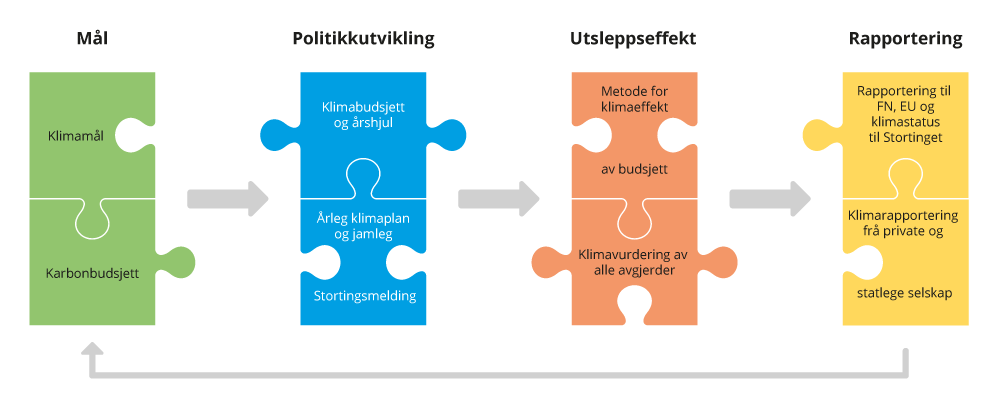 Mål
Klimamål
Karbonbudsjett
Politikkutvikling
Klimabudsjett
og årshjul
Årleg klimaplan
og jamleg
Stortingsmelding
Utsleppseffekt
Metode for
klimaeffekt
av budsjett
Klimavurdering av
alle avgjerder
Rapportering
Rapportering til
FN, EU og
klimastatus
til Stortinget
Klimarapportering
frå private og
statlege selskap